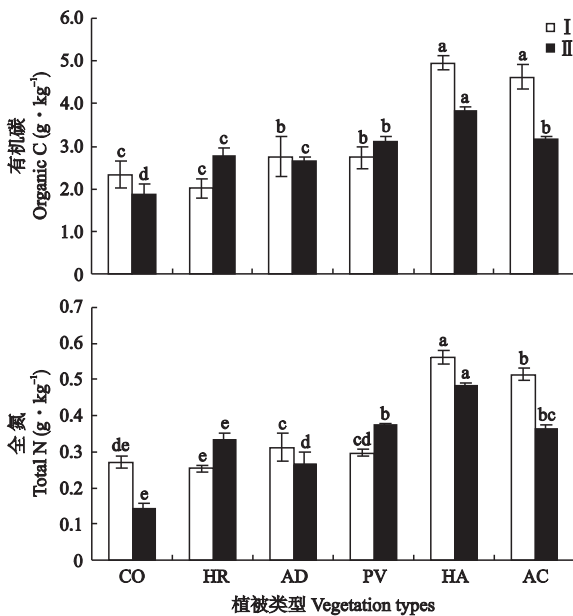 6.0
5.0
4.0
3.0
2.0
1.0
0
有机碳
Organic C (g·kg⁻¹)
c d c c b c b b a a a b
Ⅰ
Ⅱ
0.7
0.6
0.5
0.4
0.3
0.2
0.1
0
全氮
Total N (g·kg⁻¹)
de e e e c d cd b a a b bc
CO HR AD PV HA AC
植被类型 Vegetation types